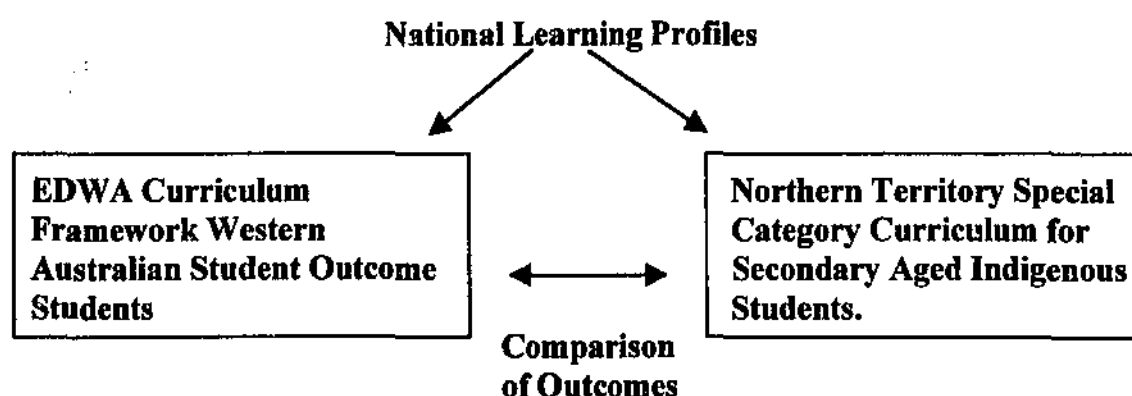 National Learning Profiles
EDWA Curriculum
Framework Western
Australian Student Outcome
Students
Northern Territory Special
Category Curriculum for
Secondary Aged Indigenous
Students.
Comparison
of Outcomes